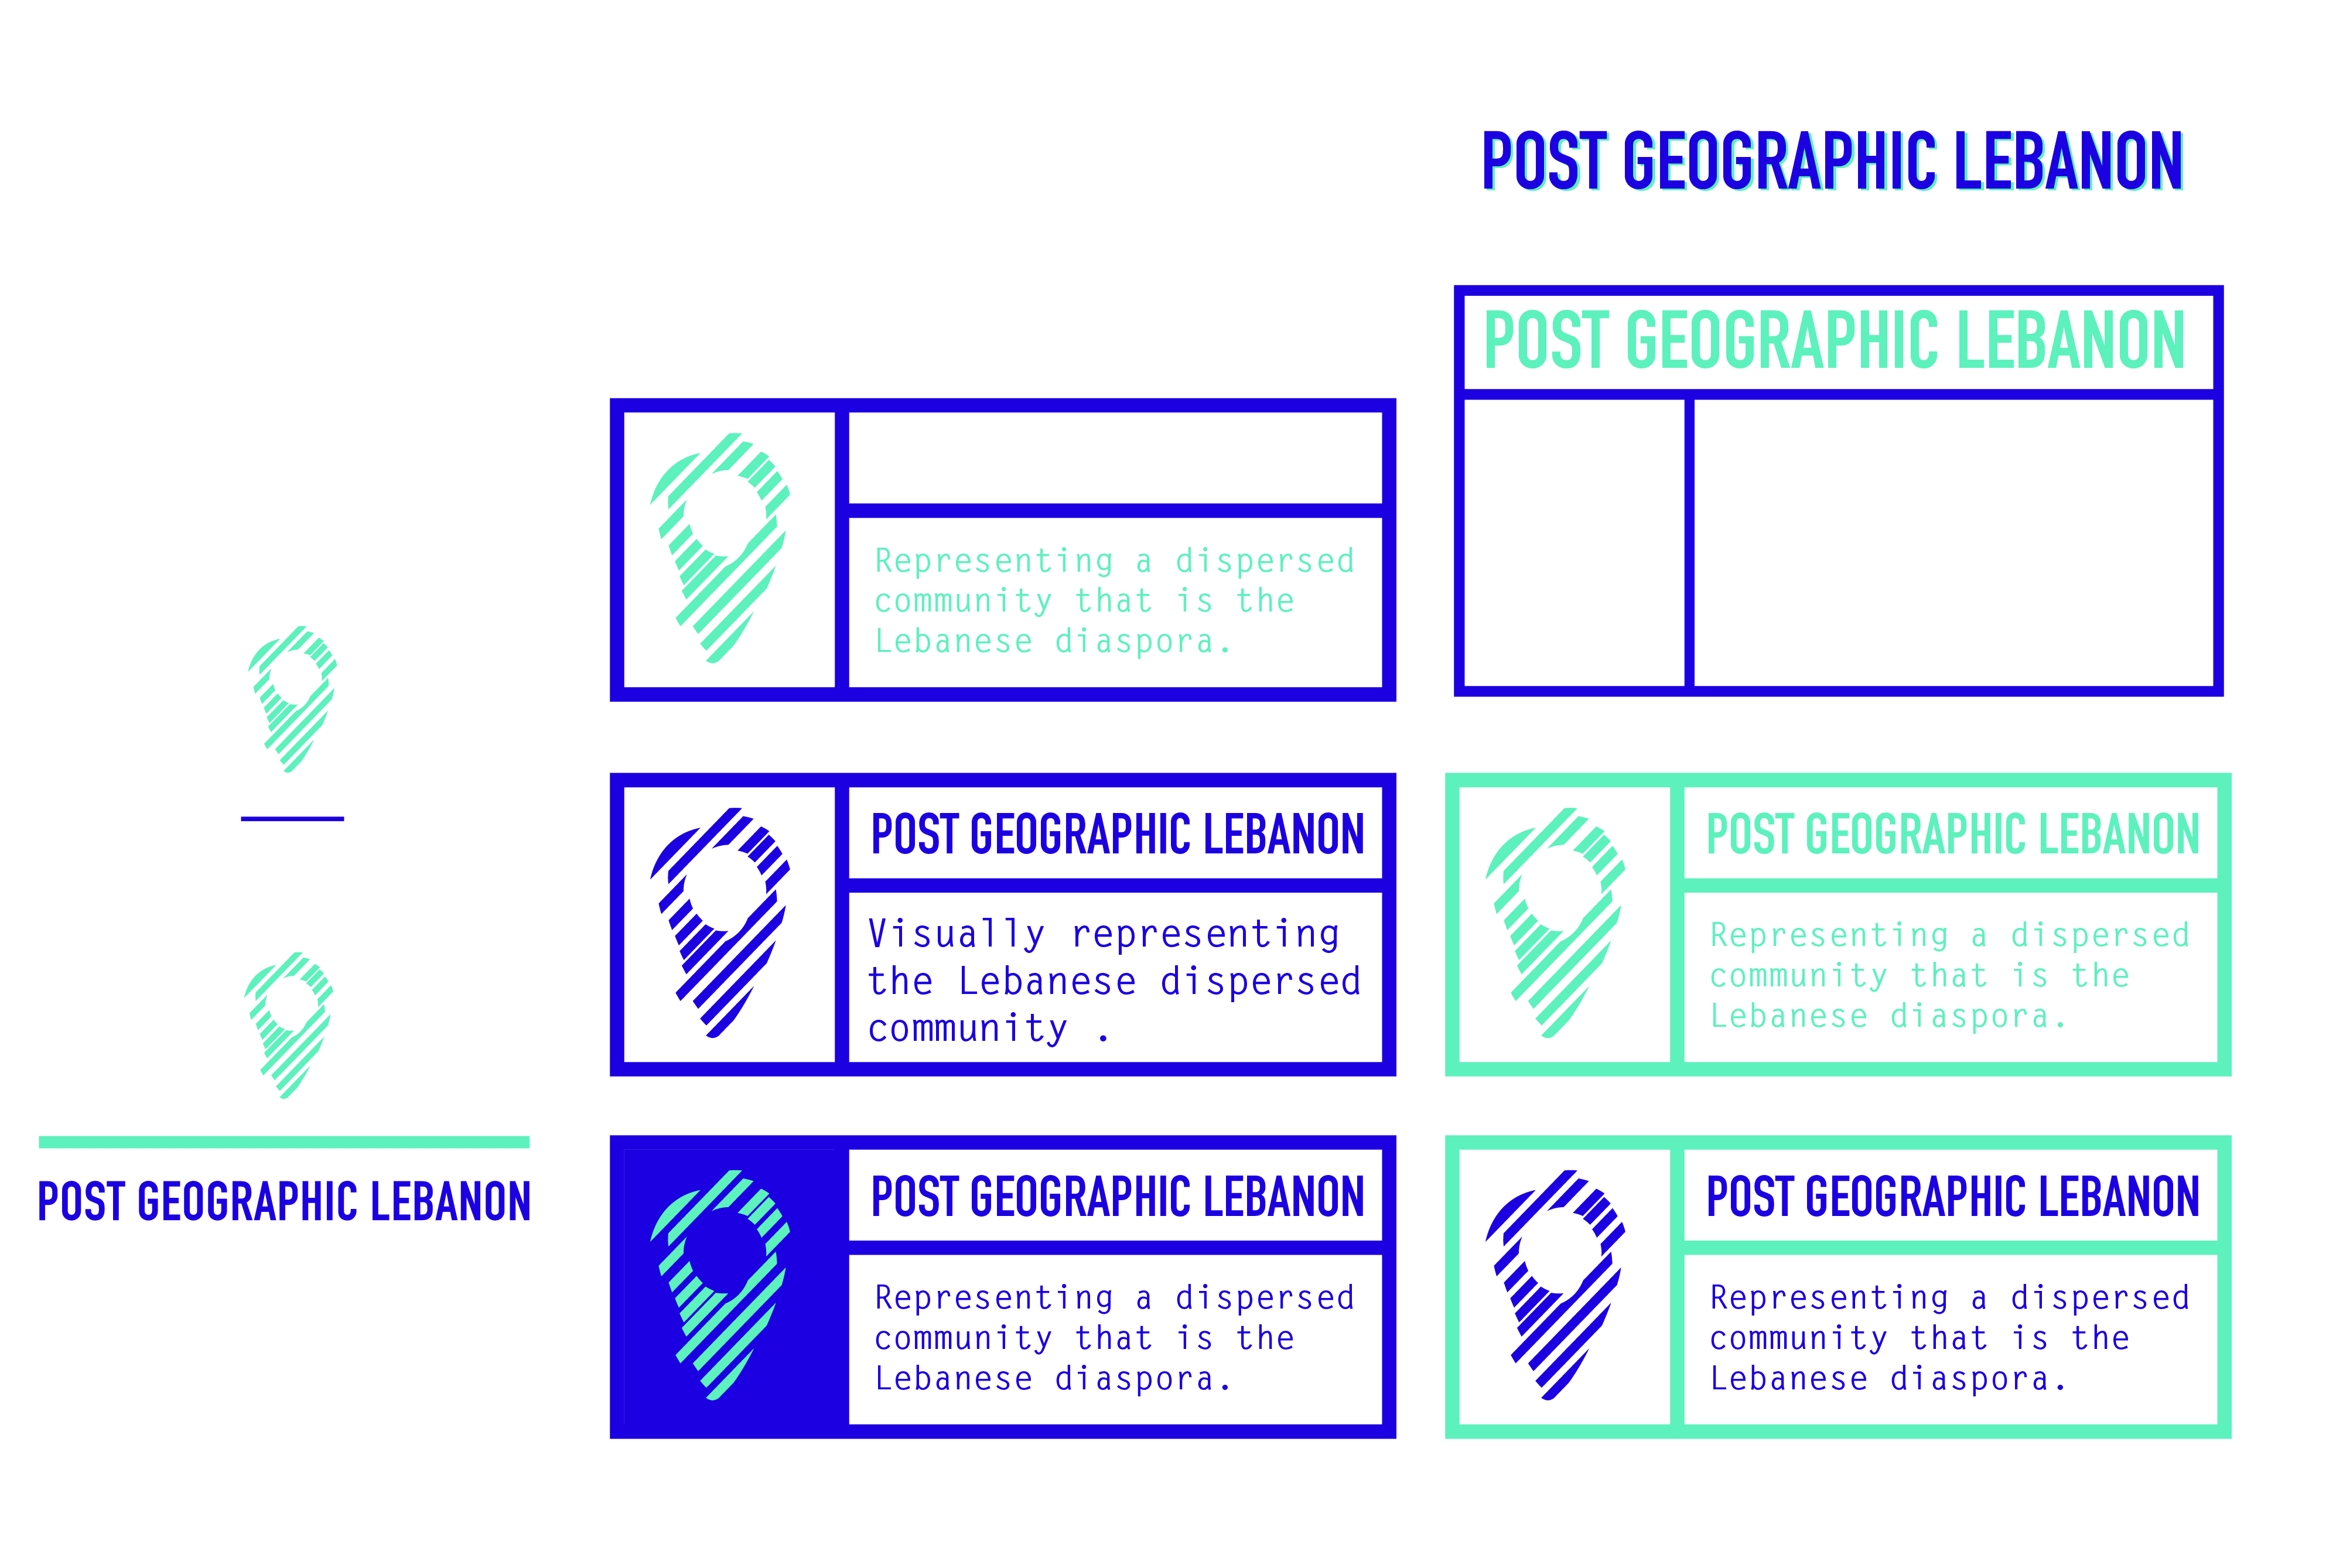 POST GEOGRAPHIC LEBANON
POST GEOGRAPHIC LEBANON
Representing a dispersed
community that is the
Lebanese diaspora.
POST GEOGRAPHIC LEBANON
Visually representing
the Lebanese dispersed
community .
POST GEOGRAPHIC LEBANON
Representing a dispersed
community that is the
Lebanese diaspora.
POST GEOGRAPHIC LEBANON
POST GEOGRAPHIC LEBANON
Representing a dispersed
community that is the
Lebanese diaspora.
POST GEOGRAPHIC LEBANON
Representing a dispersed
community that is the
Lebanese diaspora.